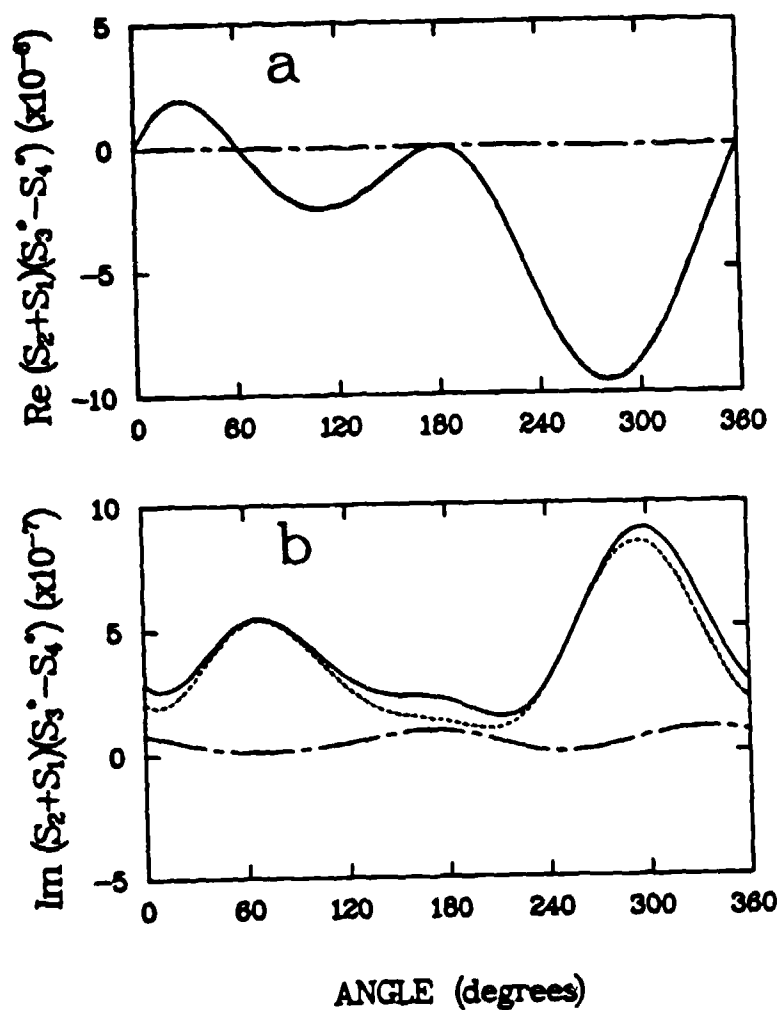 Re (S₂+S₁)(S₃*−S₄*) (x10⁻⁶)
5
0
−5
−10
a
0 60 120 180 240 300 360
Im (S₂+S₁)(S₃*−S₄*) (x10⁻⁷)
10
5
0
−5
b
0 60 120 180 240 300 360
ANGLE (degrees)